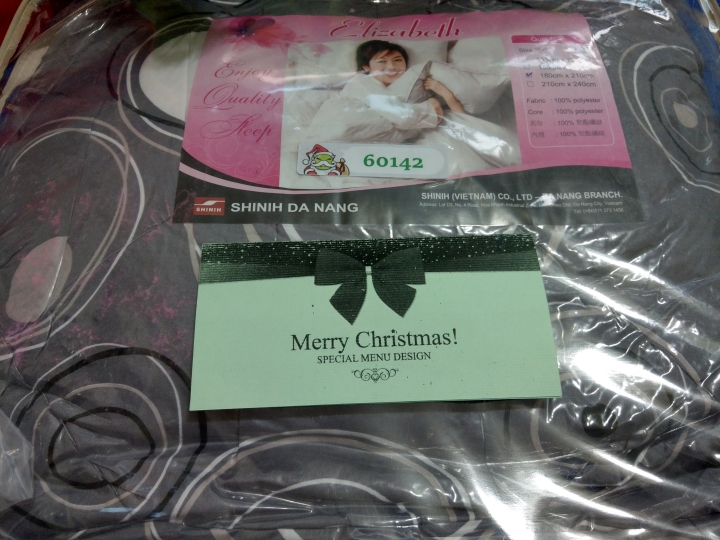 Elizabeth
Enjoy
Quality
Sleep
180cm x 210cm
210cm x 240cm
Fabric : 100% polyester
Core : 100% polyester
60142
SHINIH
SHINIH DA NANG
SHINIH (VIETNAM) CO., LTD - DA NANG BRANCH.
Merry Christmas!
SPECIAL MENU DESIGN